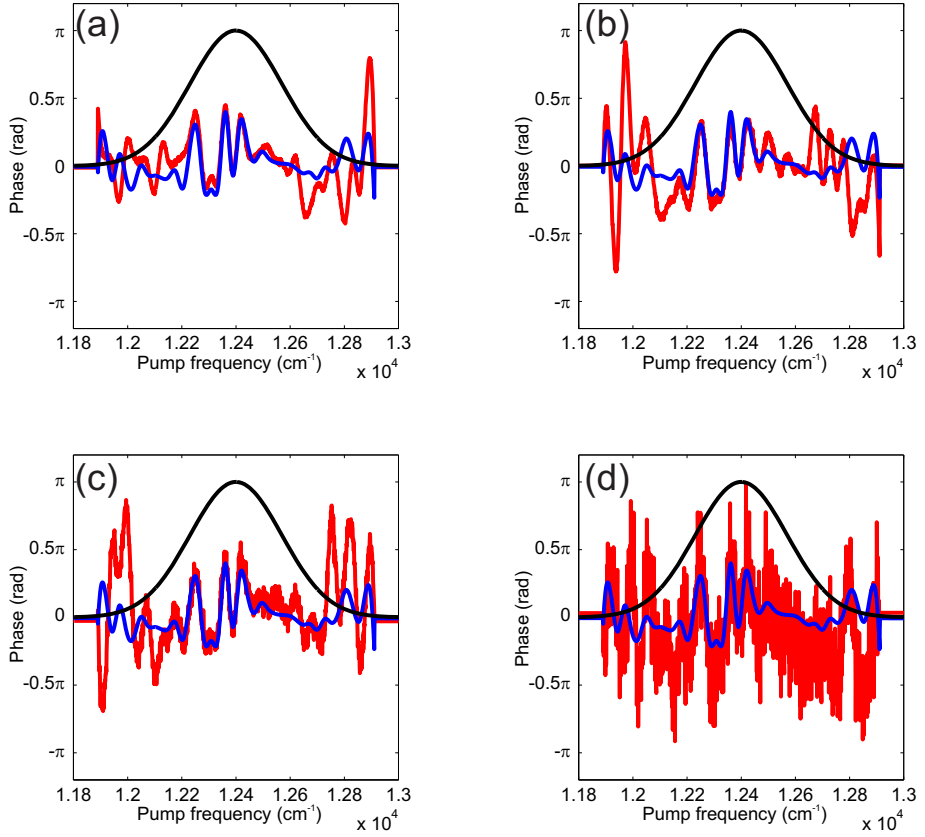 (a)
π
0.5π
0
-0.5π
-π
Phase (rad)
1.18 1.2 1.22 1.24 1.26 1.28 1.3
Pump frequency (cm⁻¹)
x 10⁴
(b)
π
0.5π
0
-0.5π
-π
Phase (rad)
1.18 1.2 1.22 1.24 1.26 1.28 1.3
Pump frequency (cm⁻¹)
x 10⁴
(c)
π
0.5π
0
-0.5π
-π
Phase (rad)
1.18 1.2 1.22 1.24 1.26 1.28 1.3
Pump frequency (cm⁻¹)
x 10⁴
(d)
π
0.5π
0
-0.5π
-π
Phase (rad)
1.18 1.2 1.22 1.24 1.26 1.28 1.3
Pump frequency (cm⁻¹)
x 10⁴